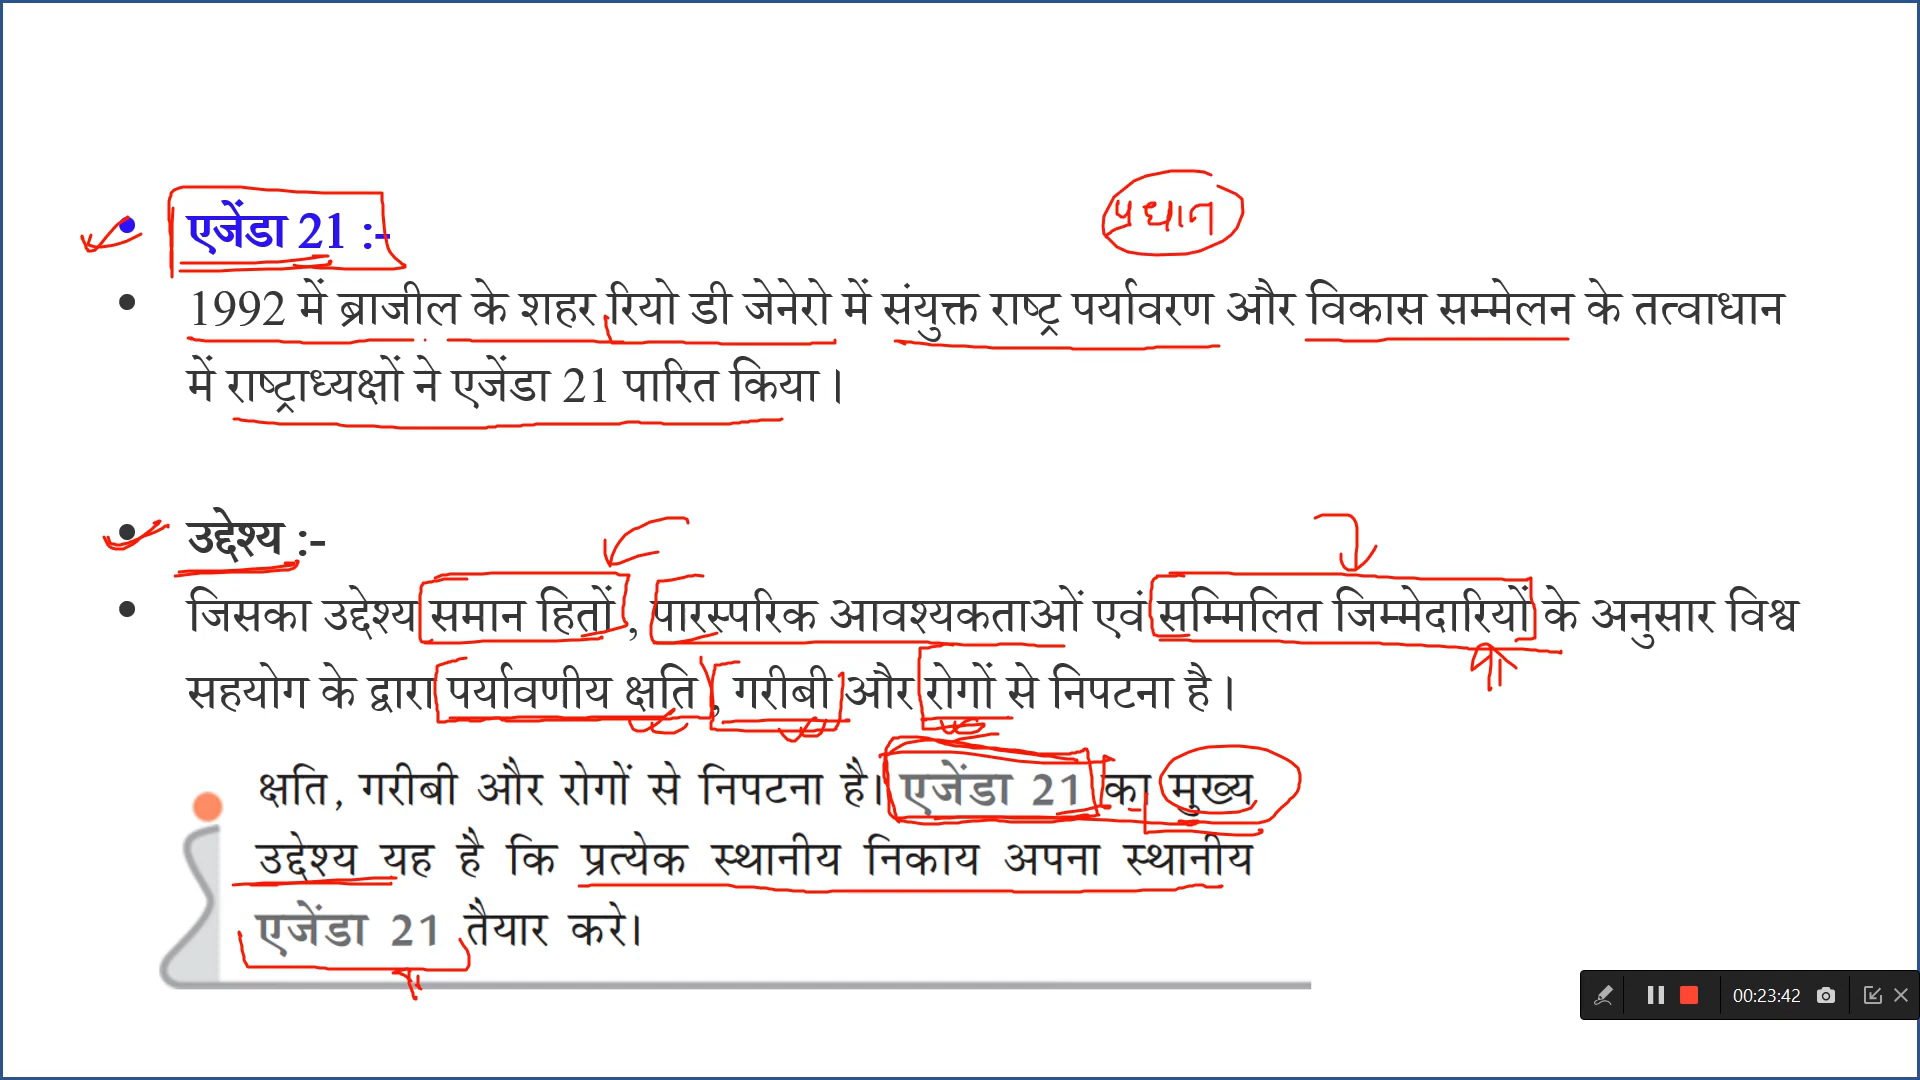 प्रधान
एजेंडा 21 :-
1992 में ब्राजील के शहर रियो डी जेनेरो में संयुक्त राष्ट्र पर्यावरण और विकास सम्मेलन के तत्वाधान
में राष्ट्राध्यक्षों ने एजेंडा 21 पारित किया।
उद्देश्य :-
जिसका उद्देश्य समान हितों , पारस्परिक आवश्यकताओं एवं सम्मिलित जिम्मेदारियों के अनुसार विश्व
सहयोग के द्वारा पर्यावणीय क्षति , गरीबी और रोगों से निपटना है।
क्षति, गरीबी और रोगों से निपटना है। एजेंडा 21 का मुख्य
उद्देश्य यह है कि प्रत्येक स्थानीय निकाय अपना स्थानीय
एजेंडा 21 तैयार करे।
00:23:42